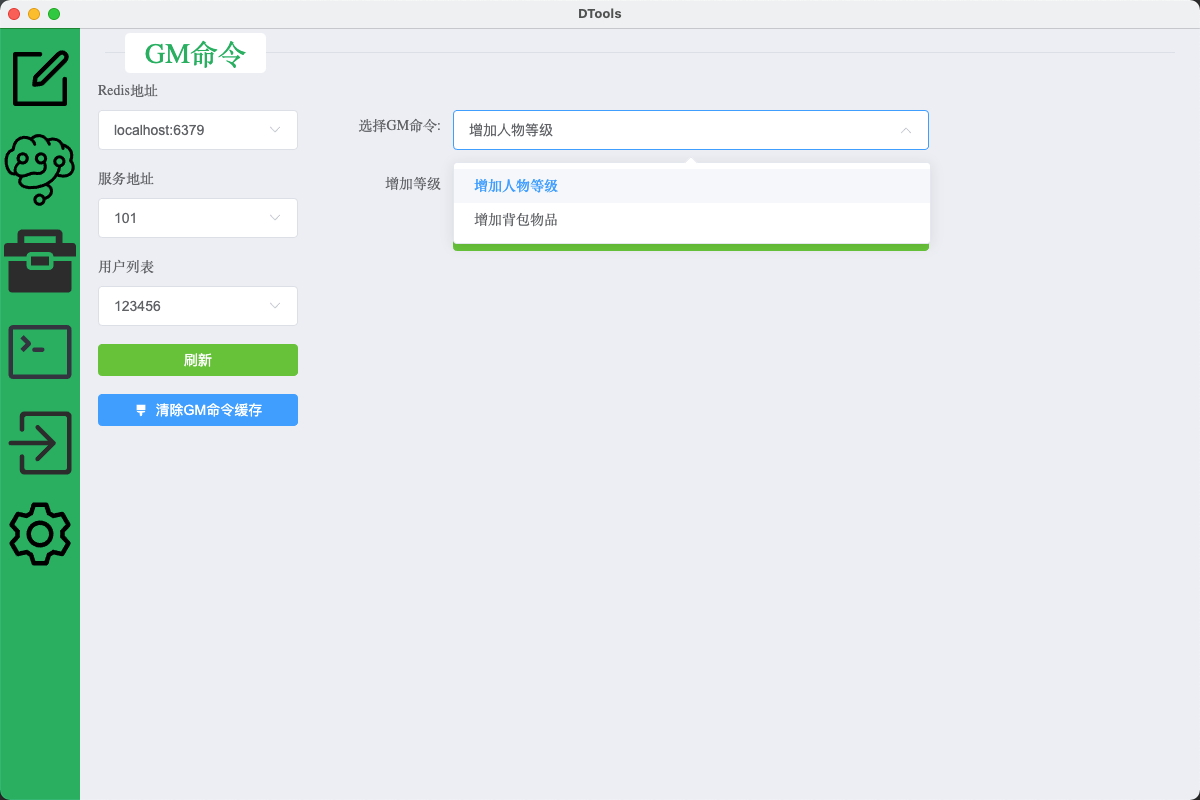 DTools
GM命令
Redis地址
localhost:6379
服务地址
101
用户列表
123456
刷新
清除GM命令缓存
选择GM命令:
增加人物等级
增加等级
增加人物等级
增加背包物品